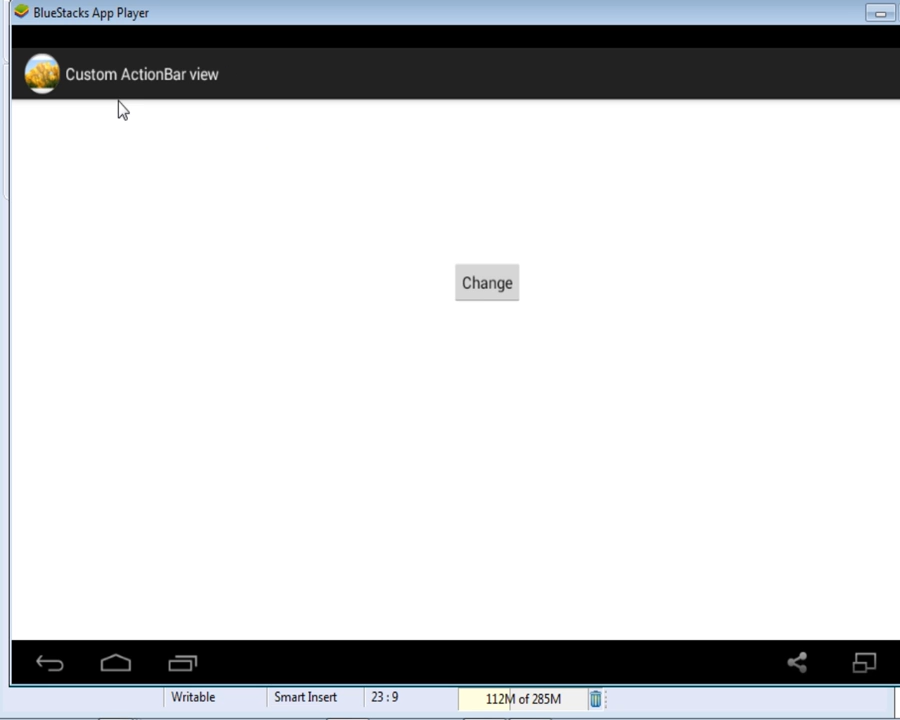 BlueStacks App Player
Custom ActionBar view
Change
Writable
Smart Insert
23 : 9
112M of 285M